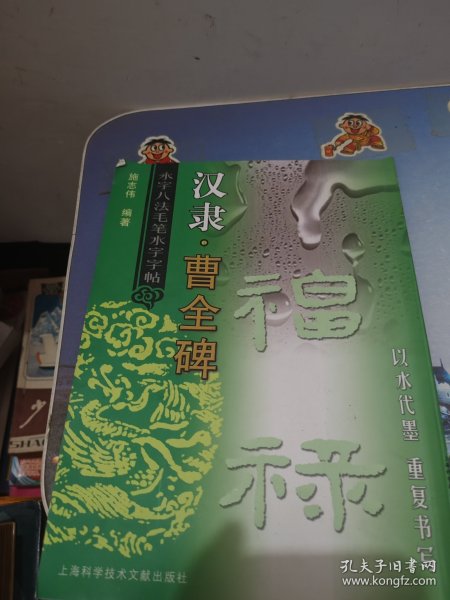 永字八法毛笔水字字帖
施志伟 编著
汉隶·曹全碑
福
禄
以水代墨 重复书写
上海科学技术文献出版社
孔夫子旧书网
www.kongfz.com